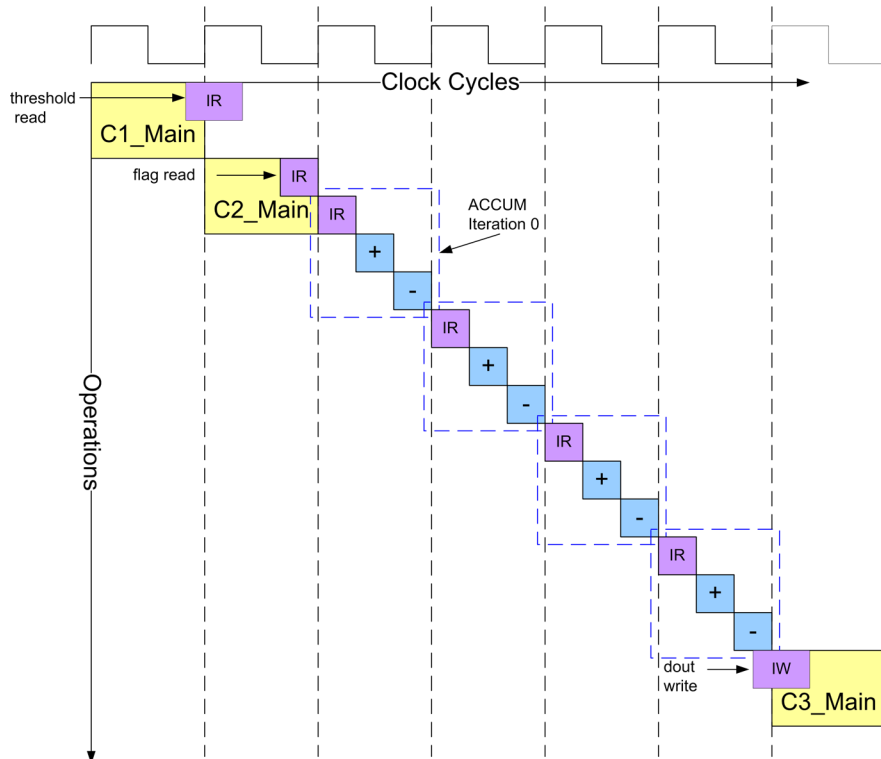 Clock Cycles
threshold
read
IR
C1_Main
flag read
IR
C2_Main
IR
ACCUM
Iteration 0
+
-
IR
+
-
Operations
IR
+
-
IR
+
-
dout
write
IW
C3_Main